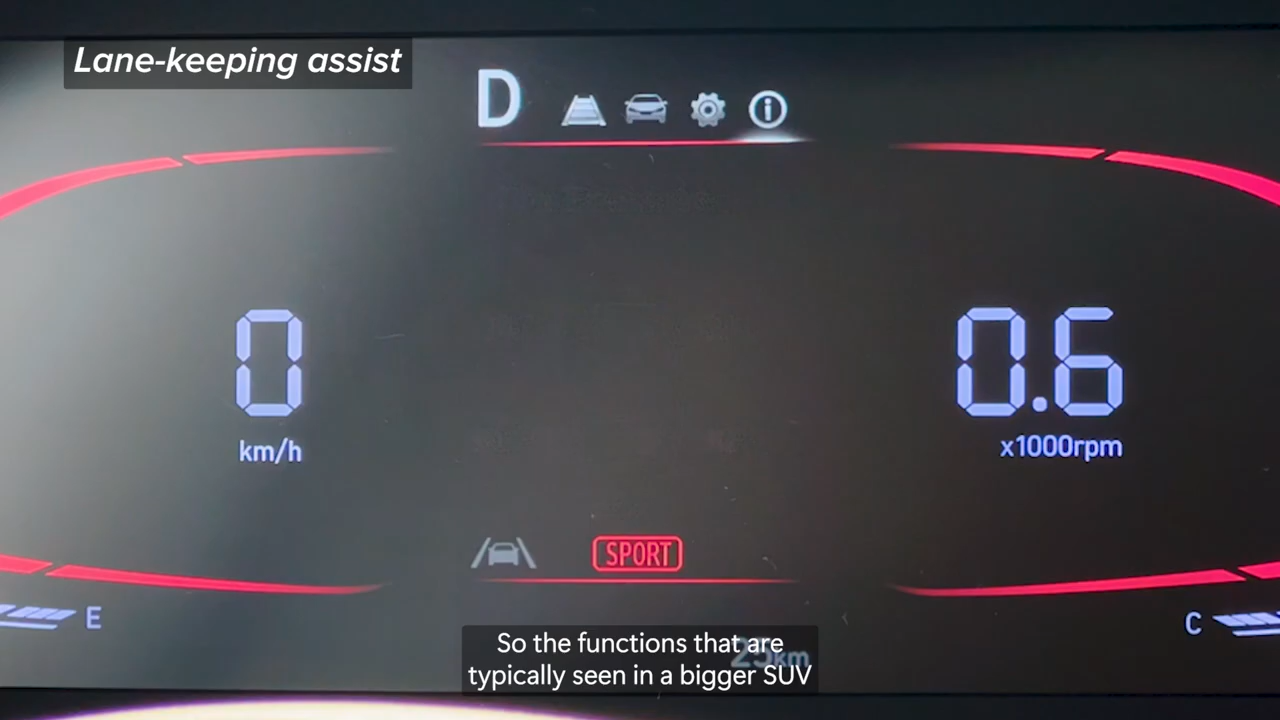 Lane-keeping assist
D
0
km/h
0.6
x1000rpm
SPORT
E
C
25km
So the functions that are
typically seen in a bigger SUV